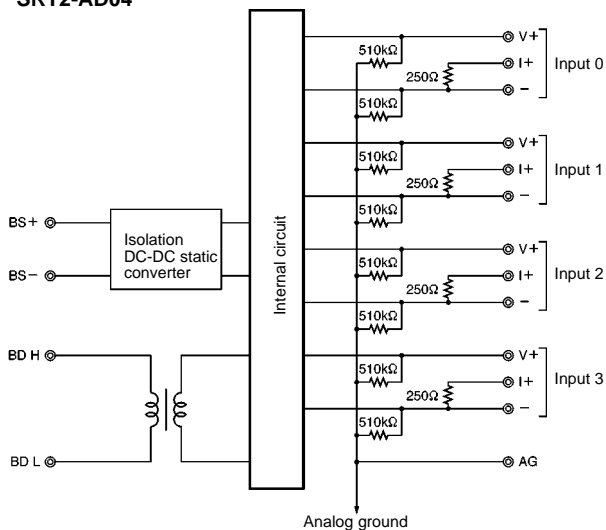 SRT2-AD04
510kΩ
V+
I+
Input 0
250Ω
−
510kΩ
510kΩ
V+
I+
Input 1
250Ω
−
510kΩ
BS+
Isolation
DC-DC static
converter
BS−
Internal circuit
510kΩ
V+
I+
Input 2
250Ω
−
510kΩ
BD H
510kΩ
V+
I+
Input 3
250Ω
−
510kΩ
BD L
AG
Analog ground